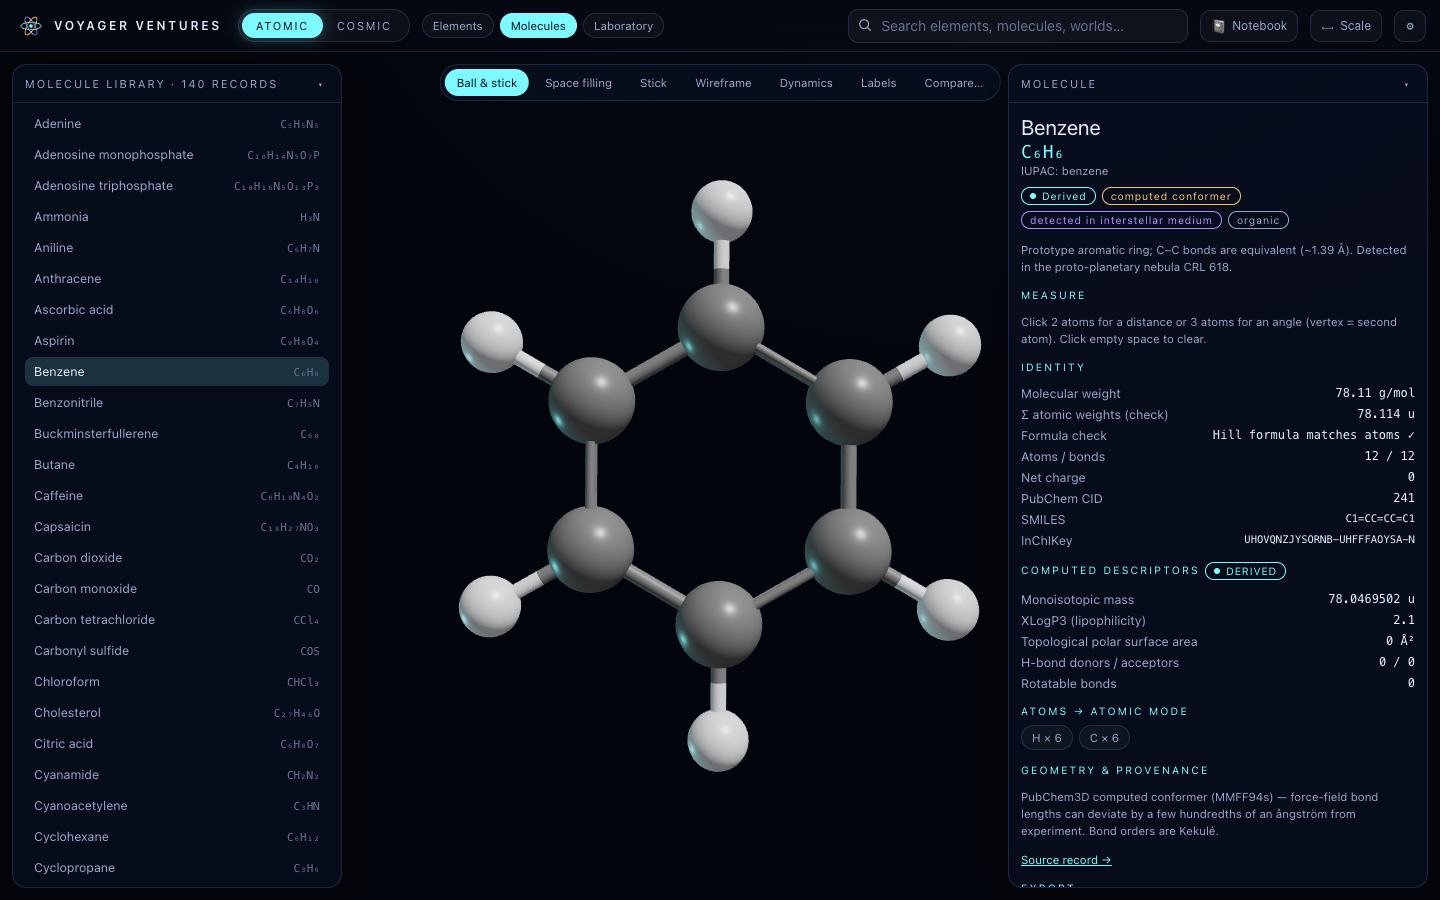 VOYAGER VENTURES
ATOMIC
COSMIC
Elements
Molecules
Laboratory
Search elements, molecules, worlds...
Notebook
Scale
MOLECULE LIBRARY · 140 RECORDS
Adenine C₅H₅N₅
Adenosine monophosphate C₁₀H₁₄N₅O₇P
Adenosine triphosphate C₁₀H₁₆N₅O₁₃P₃
Ammonia H₃N
Aniline C₆H₇N
Anthracene C₁₄H₁₀
Ascorbic acid C₆H₈O₆
Aspirin C₉H₈O₄
Benzene C₆H₆
Benzonitrile C₇H₅N
Buckminsterfullerene C₆₀
Butane C₄H₁₀
Caffeine C₈H₁₀N₄O₂
Capsaicin C₁₈H₂₇NO₃
Carbon dioxide CO₂
Carbon monoxide CO
Carbon tetrachloride CCl₄
Carbonyl sulfide COS
Chloroform CHCl₃
Cholesterol C₂₇H₄₆O
Citric acid C₆H₈O₇
Cyanamide CH₂N₂
Cyanoacetylene C₃HN
Cyclohexane C₆H₁₂
Cyclopropane C₃H₆
Ball & stick
Space filling
Stick
Wireframe
Dynamics
Labels
Compare...
MOLECULE
Benzene
C₆H₆
IUPAC: benzene
Derived
computed conformer
detected in interstellar medium
organic
Prototype aromatic ring; C–C bonds are equivalent (~1.39 Å). Detected
in the proto-planetary nebula CRL 618.
MEASURE
Click 2 atoms for a distance or 3 atoms for an angle (vertex = second
atom). Click empty space to clear.
IDENTITY
Molecular weight 78.11 g/mol
Σ atomic weights (check) 78.114 u
Formula check Hill formula matches atoms ✓
Atoms / bonds 12 / 12
Net charge 0
PubChem CID 241
SMILES C1=CC=CC=C1
InChIKey UHOVQNZJYSORNB-UHFFFAOYSA-N
COMPUTED DESCRIPTORS DERIVED
Monoisotopic mass 78.0469502 u
XLogP3 (lipophilicity) 2.1
Topological polar surface area 0 Å²
H-bond donors / acceptors 0 / 0
Rotatable bonds 0
ATOMS → ATOMIC MODE
H × 6
C × 6
GEOMETRY & PROVENANCE
PubChem3D computed conformer (MMFF94s) — force-field bond
lengths can deviate by a few hundredths of an ångström from
experiment. Bond orders are Kekulé.
Source record →
EXPORT